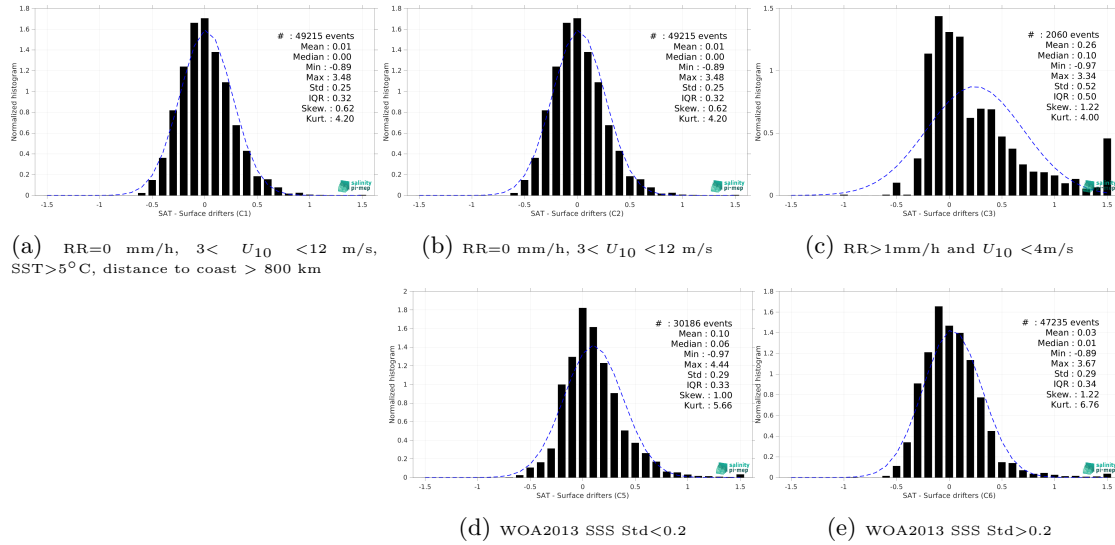 1.8
1.6
1.4
1.2
1
0.8
0.6
0.4
0.2
0
Normalized histogram
# : 49215 events
Mean : 0.01
Median : 0.00
Min : -0.89
Max : 3.48
Std : 0.25
IQR : 0.32
Skew. : 0.62
Kurt. : 4.20
salinity
pi-mep
-1.5 -1 -0.5 0 0.5 1 1.5
SAT - Surface drifters (C1)
(a) RR=0 mm/h, 3< U10 <12 m/s,
SST>5°C, distance to coast > 800 km
1.8
1.6
1.4
1.2
1
0.8
0.6
0.4
0.2
0
Normalized histogram
# : 49215 events
Mean : 0.01
Median : 0.00
Min : -0.89
Max : 3.48
Std : 0.25
IQR : 0.32
Skew. : 0.62
Kurt. : 4.20
salinity
pi-mep
-1.5 -1 -0.5 0 0.5 1 1.5
SAT - Surface drifters (C2)
(b) RR=0 mm/h, 3< U10 <12 m/s
1.5
1
0.5
0
Normalized histogram
# : 2060 events
Mean : 0.26
Median : 0.10
Min : -0.97
Max : 3.34
Std : 0.52
IQR : 0.50
Skew. : 1.22
Kurt. : 4.00
salinity
pi-mep
-1.5 -1 -0.5 0 0.5 1 1.5
SAT - Surface drifters (C3)
(c) RR>1mm/h and U10 <4m/s
2
1.8
1.6
1.4
1.2
1
0.8
0.6
0.4
0.2
0
Normalized histogram
# : 30186 events
Mean : 0.10
Median : 0.06
Min : -0.97
Max : 4.44
Std : 0.29
IQR : 0.33
Skew. : 1.00
Kurt. : 5.66
salinity
pi-mep
-1.5 -1 -0.5 0 0.5 1 1.5
SAT - Surface drifters (C5)
(d) WOA2013 SSS Std<0.2
1.8
1.6
1.4
1.2
1
0.8
0.6
0.4
0.2
0
Normalized histogram
# : 47235 events
Mean : 0.03
Median : 0.01
Min : -0.89
Max : 3.67
Std : 0.29
IQR : 0.34
Skew. : 1.22
Kurt. : 6.76
salinity
pi-mep
-1.5 -1 -0.5 0 0.5 1 1.5
SAT - Surface drifters (C6)
(e) WOA2013 SSS Std>0.2